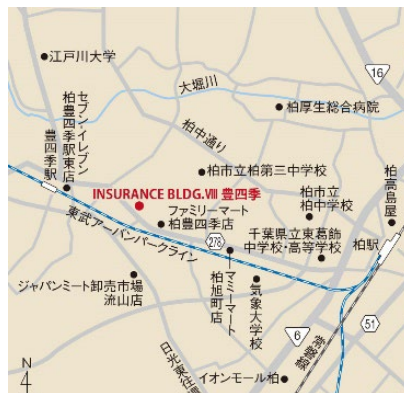 江戸川大学
大堀川
16
柏厚生総合病院
セブン-イレブン
柏豊四季駅東店
豊四季駅
柏中通り
柏市立柏第三中学校
柏高島屋
INSURANCE BLDG.Ⅷ 豊四季
柏市立
柏中学校
ファミリーマート
柏豊四季店
東武アーバンパークライン
278
千葉県立東葛飾
中学校・高等学校
柏駅
ジャパンミート卸売市場
流山店
マミーマート
柏旭町店
気象大学校
常磐線
6
51
N
4
日光東往還
イオンモール柏